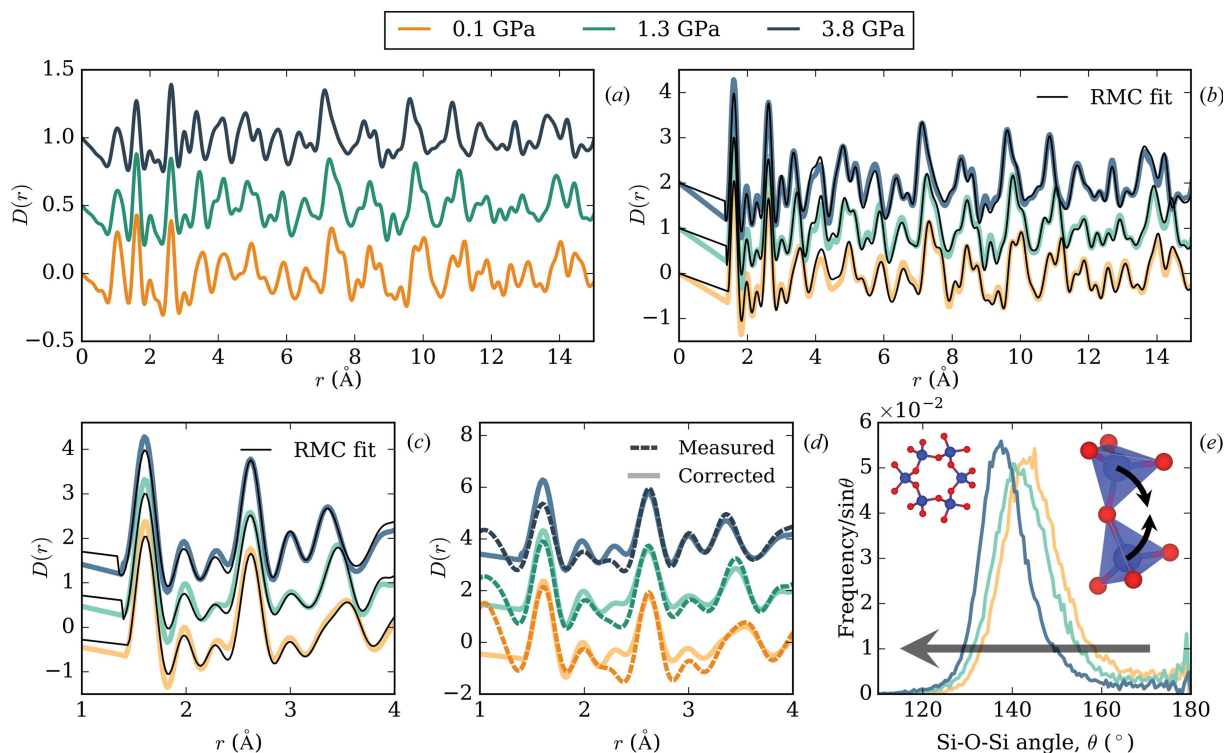 0.1 GPa 1.3 GPa 3.8 GPa
1.5
1.0
0.5
0.0
−0.5
D(r)
0 2 4 6 8 10 12 14
r (Å)
(a)
4
3
2
1
0
−1
D(r)
RMC fit
0 2 4 6 8 10 12 14
r (Å)
(b)
4
3
2
1
0
−1
D(r)
RMC fit
1 2 3 4
r (Å)
(c)
8
6
4
2
0
−2
D(r)
Measured
Corrected
1 2 3 4
r (Å)
(d)
×10⁻²
6
5
4
3
2
1
0
Frequency/sinθ
120 140 160 180
Si-O-Si angle, θ (°)
(e)